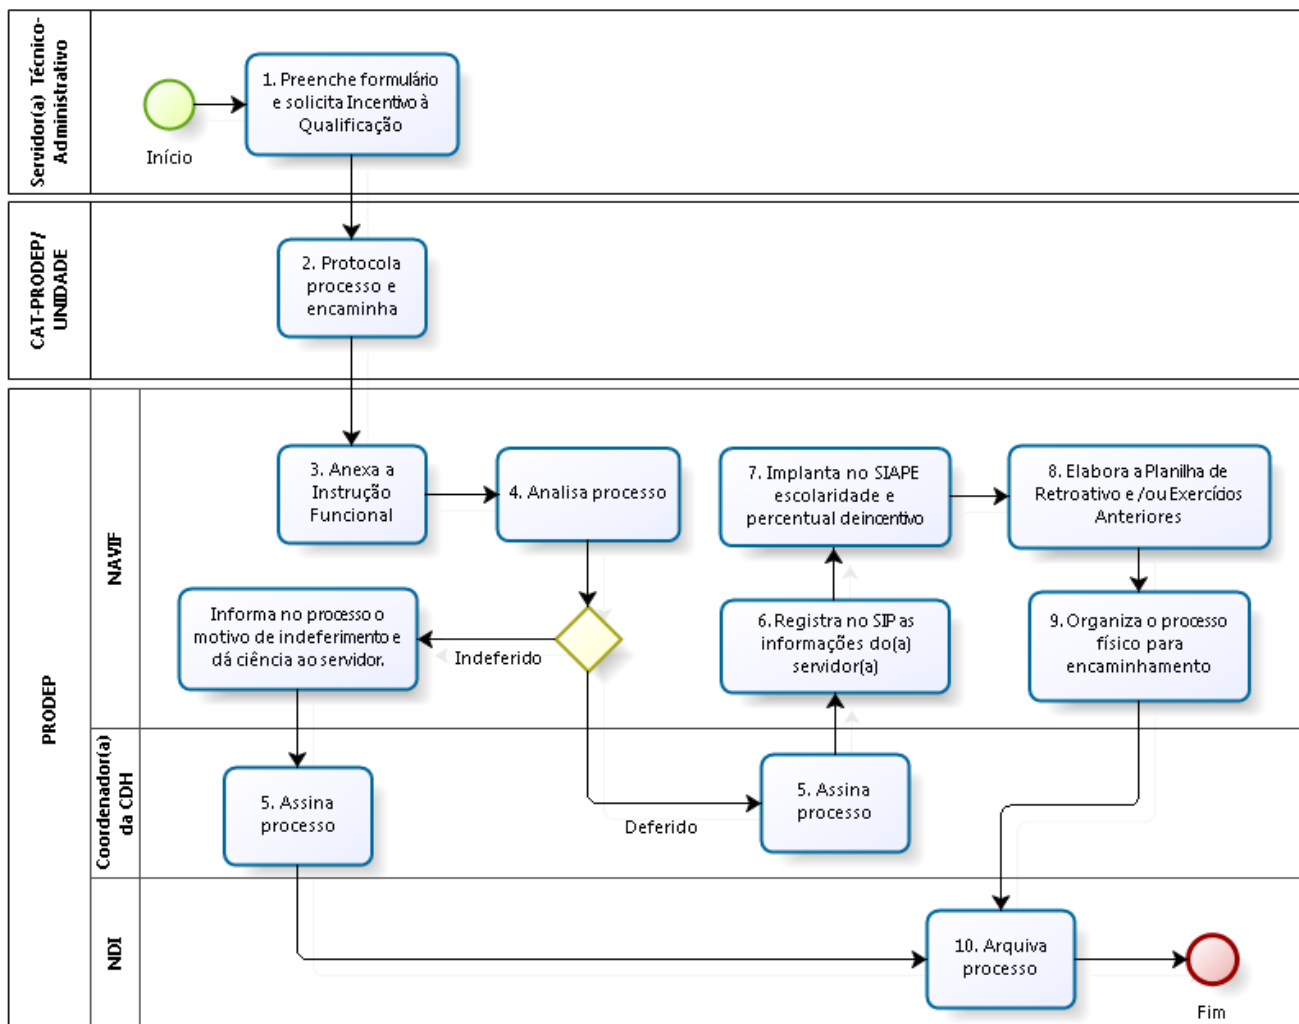 Servidor(a) Técnico-
Administrativo
1. Preenche formulário
e solicita Incentivo à
Qualificação
Início
CAT-PRODEP/
UNIDADE
2. Protocola
processo e
encaminha
PRODEP
NAVIF
3. Anexa a
Instrução
Funcional
4. Analisa processo
7. Implanta no SIAPE
escolaridade e
percentual deincentivo
8. Elabora a Planilha de
Retroativo e /ou Exercícios
Anteriores
Informa no processo o
motivo de indeferimento e
dá ciência ao servidor.
Indeferido
6. Registra no SIP as
informações do(a)
servidor(a)
9. Organiza o processo
físico para
encaminhamento
Coordenador(a)
da CDH
5. Assina
processo
Deferido
5. Assina
processo
NDI
10. Arquiva
processo
Fim